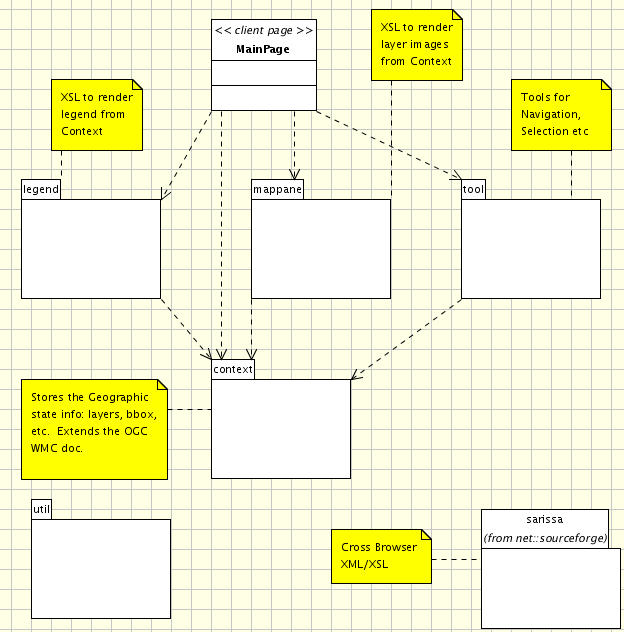 << client page >>
MainPage
XSL to render
layer images
from Context
XSL to render
legend from
Context
Tools for
Navigation,
Selection etc
legend
mappane
tool
context
Stores the Geographic
state info: layers, bbox,
etc.  Extends the OGC
WMC doc.
util
Cross Browser
XML/XSL
sarissa
(from net::sourceforge)